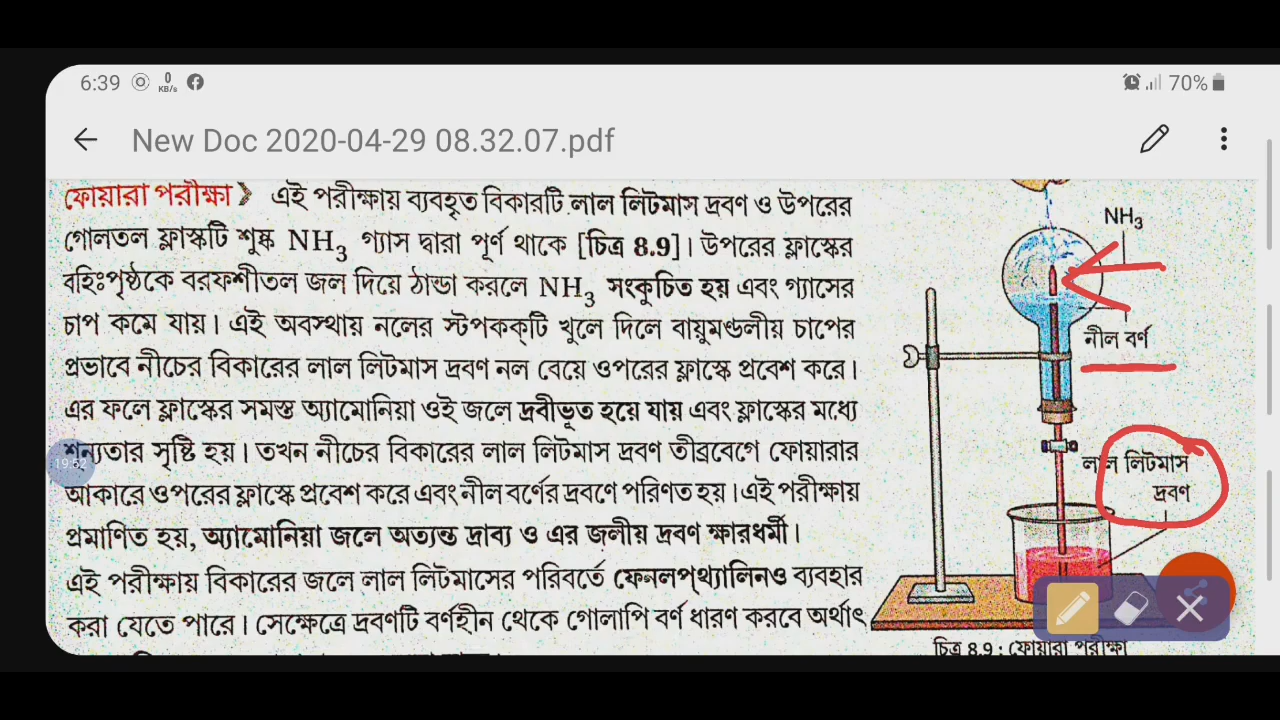 6:39 0 KB/s 70%
New Doc 2020-04-29 08.32.07.pdf
ফোয়ারা পরীক্ষা❯ এই পরীক্ষায় ব্যবহৃত বিকারটি লাল লিটমাস দ্রবণ ও উপরের
গোলতল ফ্লাস্কটি শুষ্ক NH₃ গ্যাস দ্বারা পূর্ণ থাকে [চিত্র 8.9]। উপরের ফ্লাস্কের
বহিঃপৃষ্ঠকে বরফশীতল জল দিয়ে ঠান্ডা করলে NH₃ সংকুচিত হয় এবং গ্যাসের
চাপ কমে যায়। এই অবস্থায় নলের স্টপকক্‌টি খুলে দিলে বায়ুমণ্ডলীয় চাপের
প্রভাবে নীচের বিকারের লাল লিটমাস দ্রবণ নল বেয়ে ওপরের ফ্লাস্কে প্রবেশ করে।
এর ফলে ফ্লাস্কের সমস্ত অ্যামোনিয়া ওই জলে দ্রবীভূত হয়ে যায় এবং ফ্লাস্কের মধ্যে
শূন্যতার সৃষ্টি হয়। তখন নীচের বিকারের লাল লিটমাস দ্রবণ তীব্রবেগে ফোয়ারার
আকারে ওপরের ফ্লাস্কে প্রবেশ করে এবং নীল বর্ণের দ্রবণে পরিণত হয়। এই পরীক্ষায়
প্রমাণিত হয়, অ্যামোনিয়া জলে অত্যন্ত দ্রাব্য ও এর জলীয় দ্রবণ ক্ষারধর্মী।
এই পরীক্ষায় বিকারের জলে লাল লিটমাসের পরিবর্তে ফেনলপ্‌থ্যালিনও ব্যবহার
করা যেতে পারে। সেক্ষেত্রে দ্রবণটি বর্ণহীন থেকে গোলাপি বর্ণ ধারণ করবে অর্থাৎ
19:52
NH₃
নীল বর্ণ
লাল লিটমাস
দ্রবণ
চিত্র 8.9 : ফোয়ারা পরীক্ষা